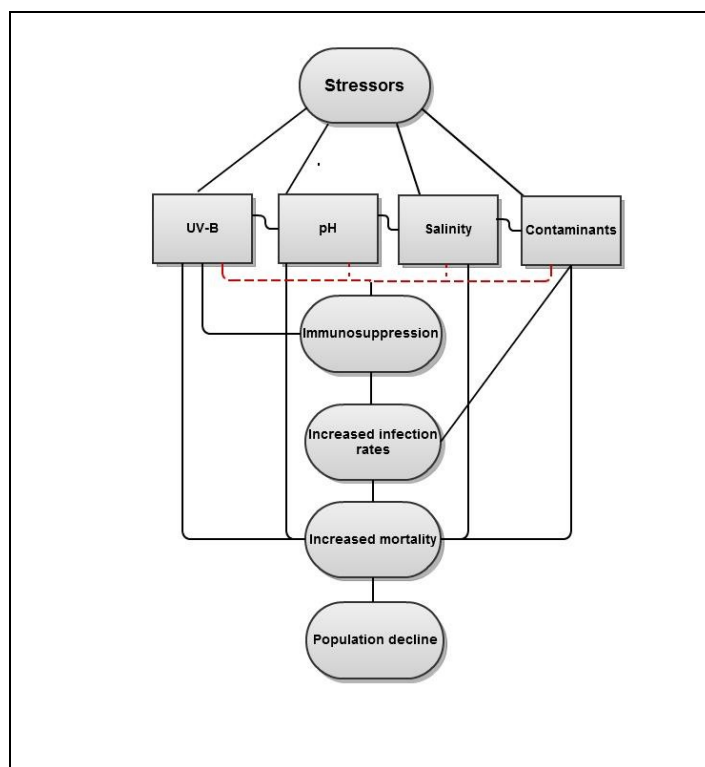 Stressors
UV-B
pH
Salinity
Contaminants
Immunosuppression
Increased infection
rates
Increased mortality
Population decline